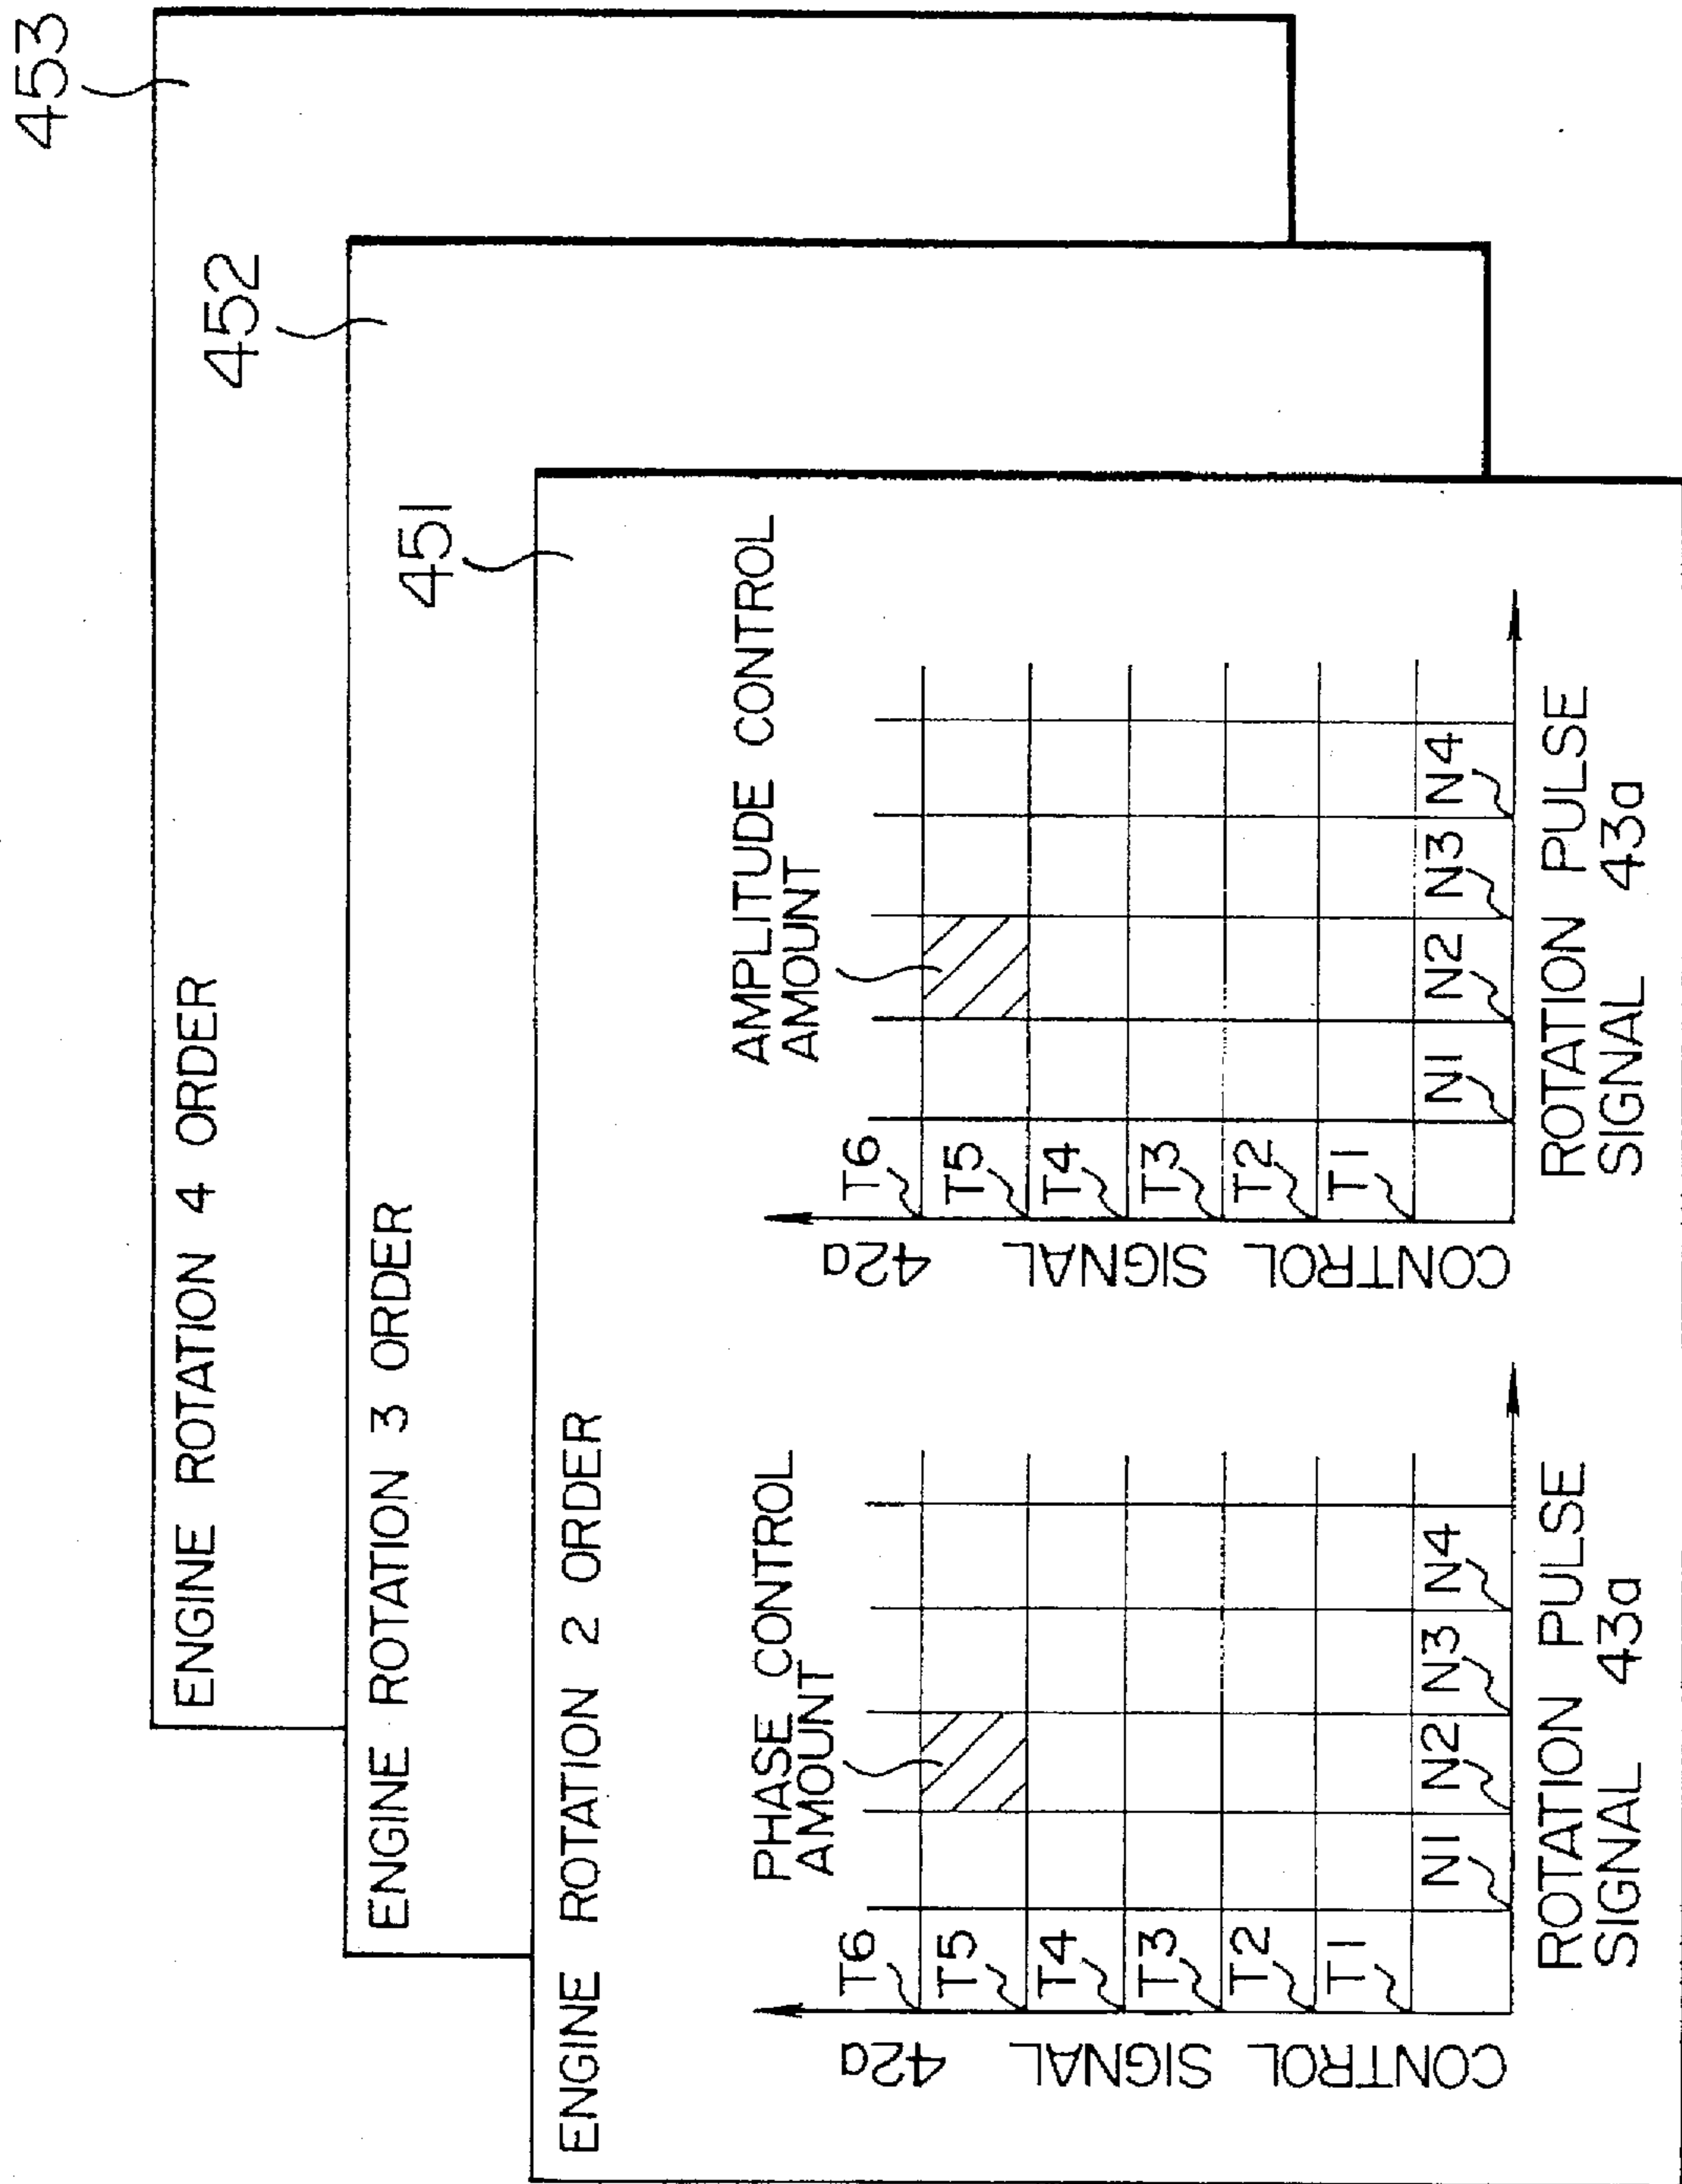 453
ENGINE ROTATION 4 ORDER
452
ENGINE ROTATION 3 ORDER
451
ENGINE ROTATION 2 ORDER
PHASE CONTROL
AMOUNT
CONTROL SIGNAL 42a
T6
T5
T4
T3
T2
T1
N1
N2
N3
N4
ROTATION PULSE
SIGNAL 43a
AMPLITUDE CONTROL
AMOUNT
CONTROL SIGNAL 42a
T6
T5
T4
T3
T2
T1
N1
N2
N3
N4
ROTATION PULSE
SIGNAL 43a